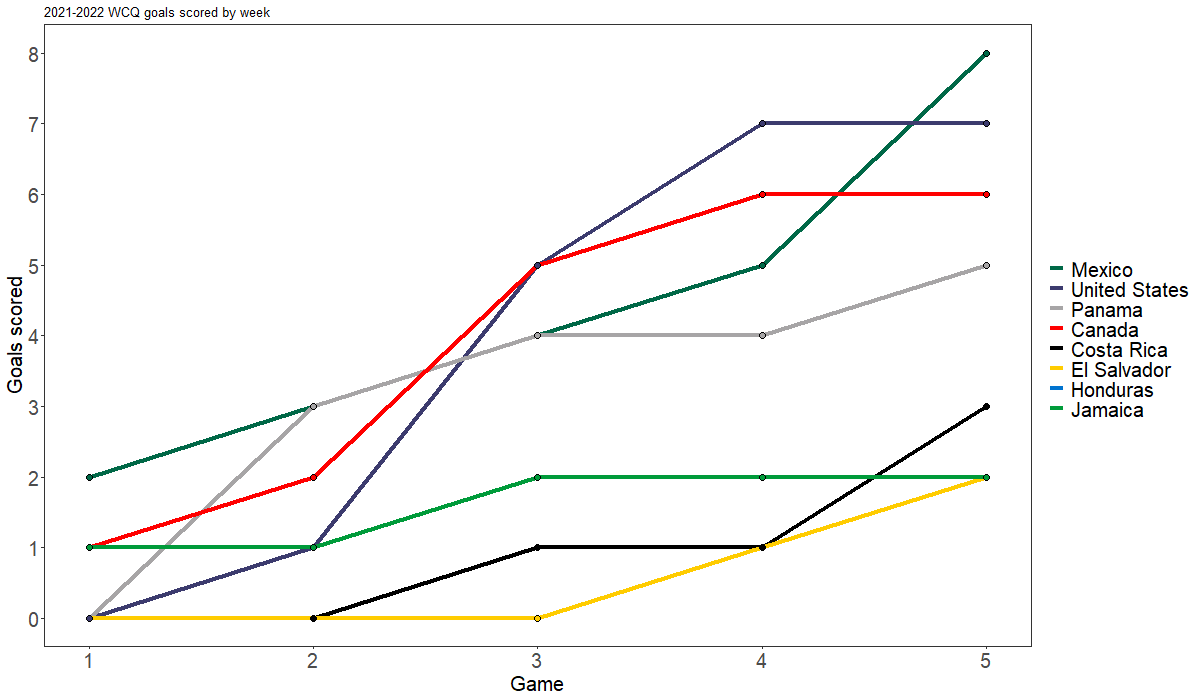 2021-2022 WCQ goals scored by week
Goals scored
8
7
6
5
4
3
2
1
0
1 2 3 4 5
Game
Mexico
United States
Panama
Canada
Costa Rica
El Salvador
Honduras
Jamaica